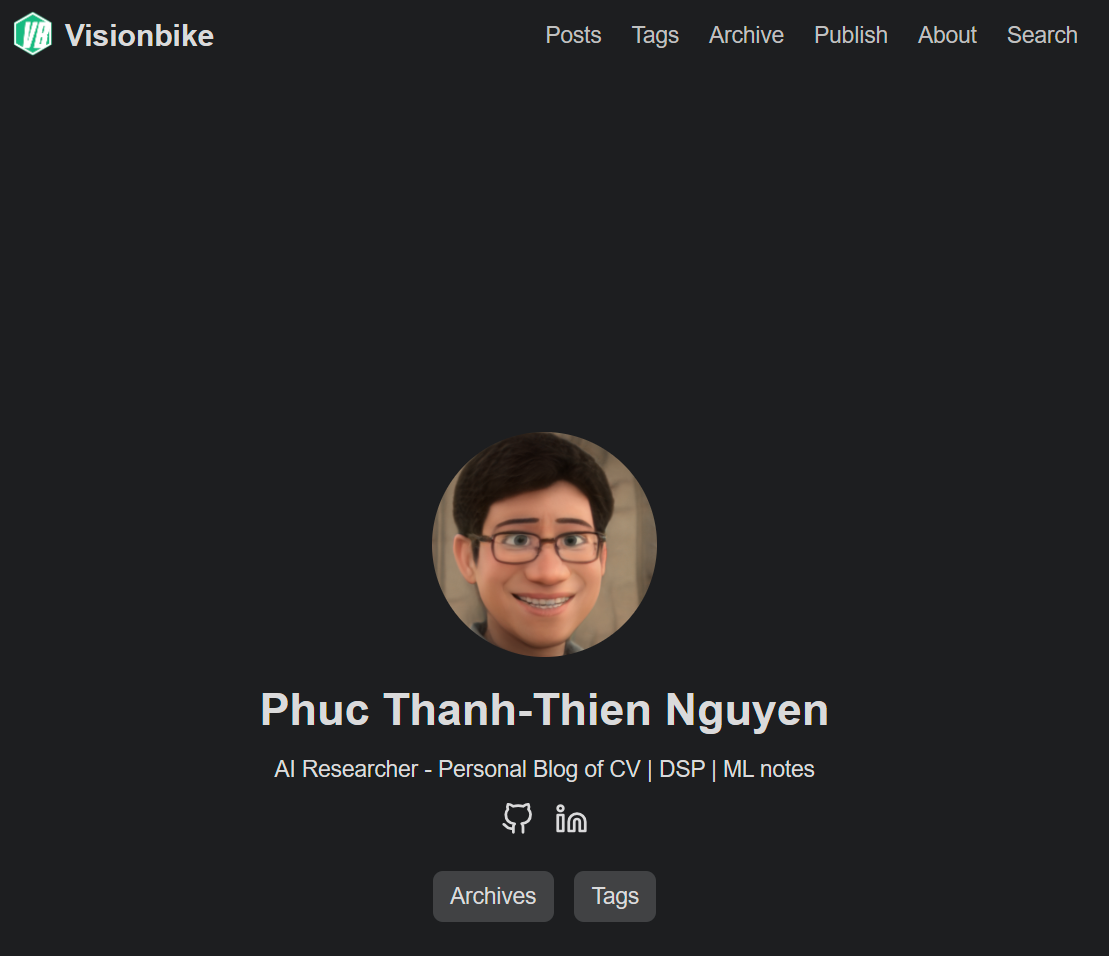 VB Visionbike
Posts Tags Archive Publish About Search
Phuc Thanh-Thien Nguyen
AI Researcher - Personal Blog of CV | DSP | ML notes
in
Archives Tags